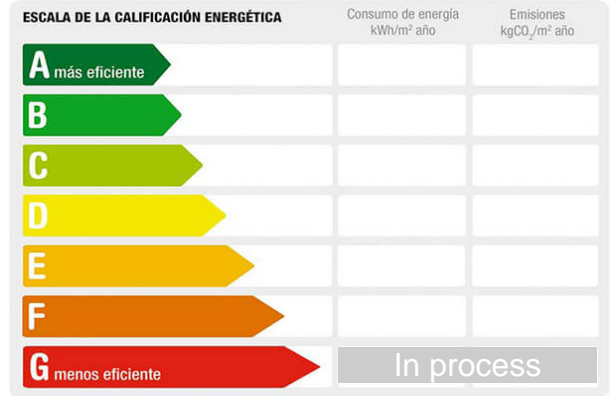 ESCALA DE LA CALIFICACIÓN ENERGÉTICA
Consumo de energía
kWh/m² año
Emisiones
kgCO₂/m² año
A más eficiente
B
C
D
E
F
G menos eficiente
In process